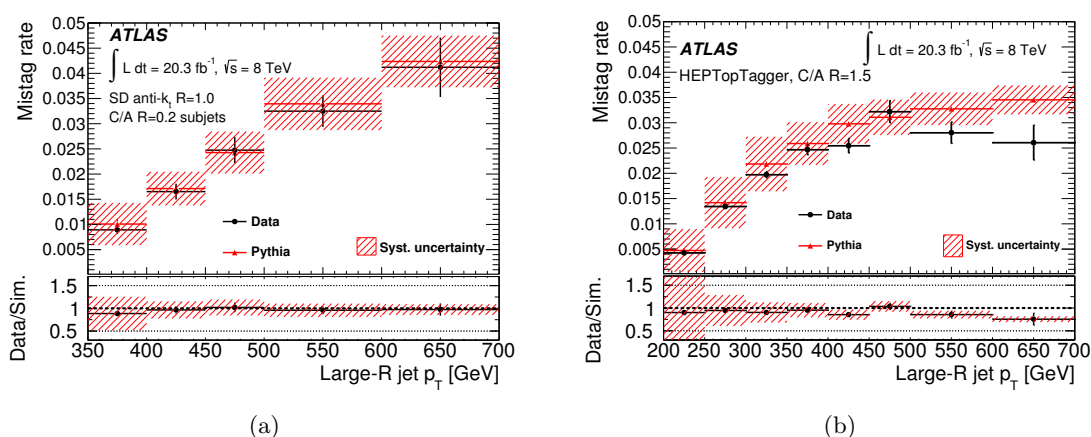 Mistag rate
0.05
0.045
0.04
0.035
0.03
0.025
0.02
0.015
0.01
0.005
ATLAS
∫ L dt = 20.3 fb⁻¹, √s = 8 TeV
SD anti-kₜ R=1.0
C/A R=0.2 subjets
Data
Pythia
Syst. uncertainty
Data/Sim.
1.5
1
0.5
350 400 450 500 550 600 650 700
Large-R jet p_T [GeV]
(a)
Mistag rate
0.05
0.045
0.04
0.035
0.03
0.025
0.02
0.015
0.01
0.005
ATLAS
∫ L dt = 20.3 fb⁻¹, √s = 8 TeV
HEPTopTagger, C/A R=1.5
Data
Pythia
Syst. uncertainty
Data/Sim.
1.5
1
0.5
200 250 300 350 400 450 500 550 600 650 700
Large-R jet p_T [GeV]
(b)